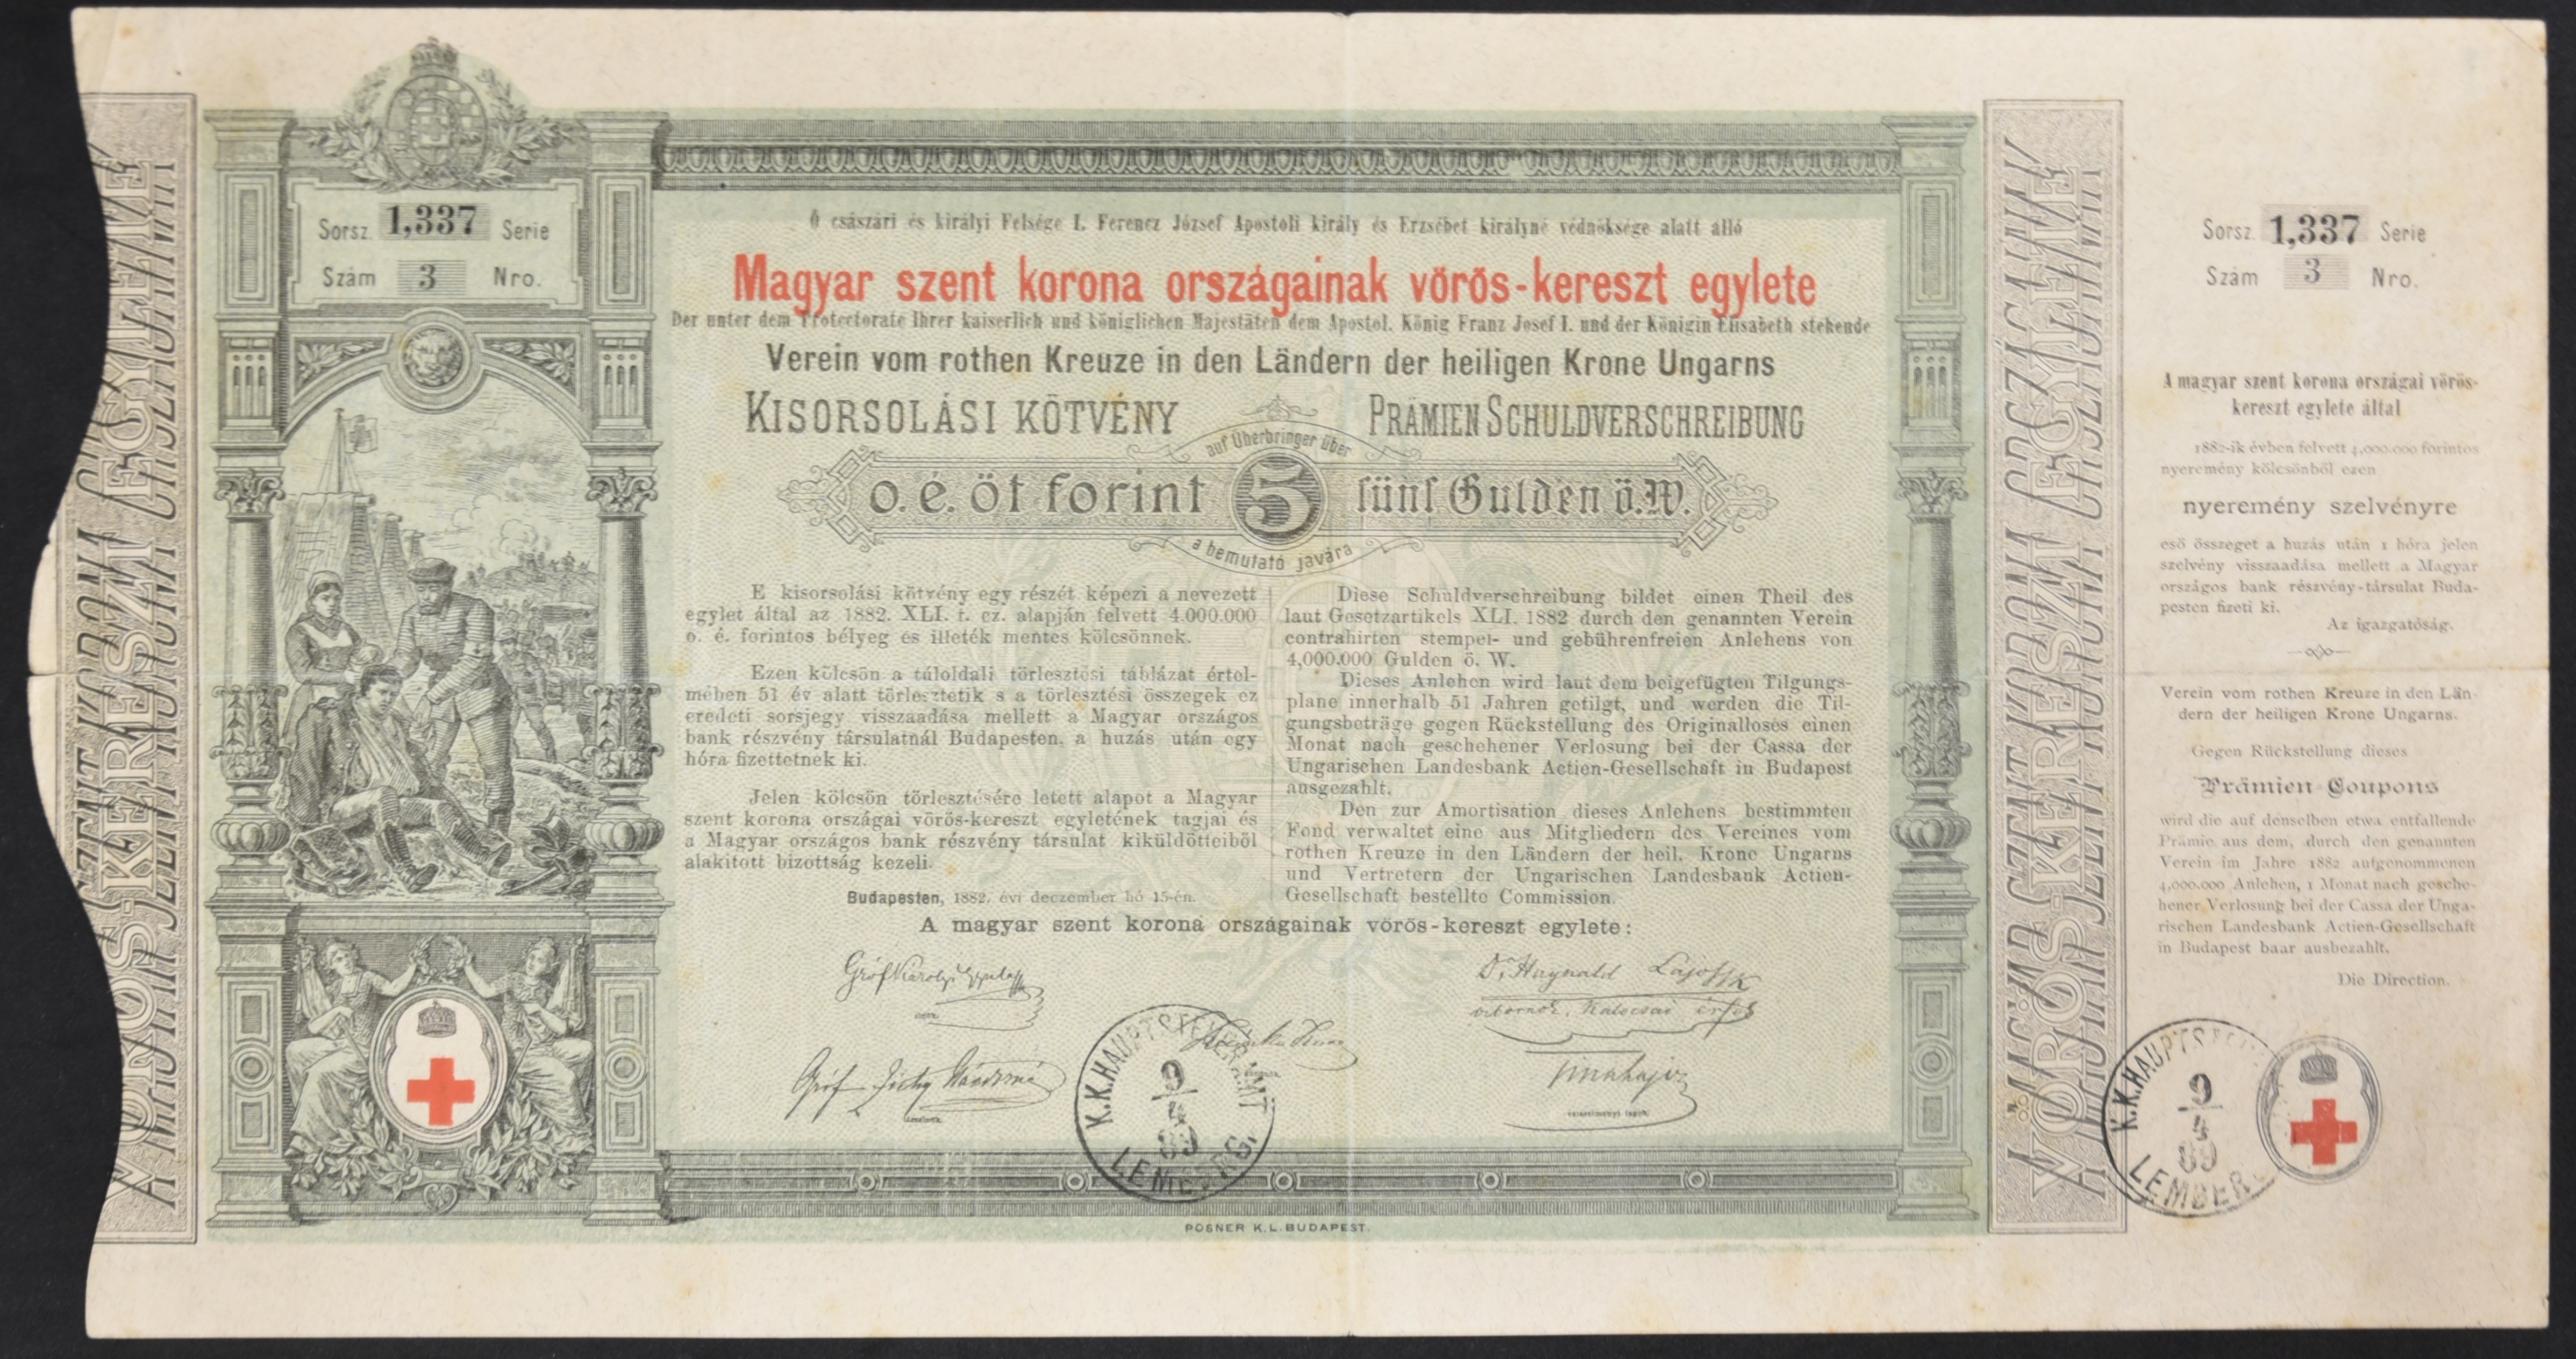 Sorsz. 1,337 Serie
Szám 3 Nro.
Ő császári és királyi Felsége I. Ferencz József Apostoli király és Erzsébet királyné védnöksége alatt álló
Magyar szent korona országainak vörös-kereszt egylete
Der unter dem Protectorate Ihrer kaiserlich und königlichen Majestäten dem Apostol. König Franz Josef I. und der Königin Elisabeth stehende
Verein vom rothen Kreuze in den Ländern der heiligen Krone Ungarns
KISORSOLÁSI KÖTVÉNY
PRÄMIEN SCHULDVERSCHREIBUNG
auf Überbringer über
o. é. öt forint 5 fünf Gulden ö. W.
a bemutató javára
E kisorsolási kötvény egy részét képezi a nevezett
egylet által az 1882. XLI. t. cz. alapján felvett 4.000.000
o. é. forintos bélyeg és illeték mentes kölcsönnek.
Ezen kölcsön a túloldali törlesztési táblázat értel-
mében 51 év alatt törlesztetik s a törlesztési összegek ez
eredeti sorsjegy visszaadása mellett a Magyar országos
bank részvény társulatnál Budapesten, a huzás után egy
hóra fizettetnek ki.
Jelen kölcsön törlesztésére letett alapot a Magyar
szent korona országai vörös-kereszt egyletének tagjai és
a Magyar országos bank részvény társulat kiküldötteiből
alakitott bizottság kezeli.
Budapesten, 1882. évi deczember hó 15-én.
Diese Schuldverschreibung bildet einen Theil des
laut Gesetzartikels XLI. 1882 durch den genannten Verein
contrahirten stempel- und gebührenfreien Anlehens von
4,000.000 Gulden ö. W.
Dieses Anlehen wird laut dem beigefügten Tilgungs-
plane innerhalb 51 Jahren getilgt, und werden die Til-
gungsbeträge gegen Rückstellung des Originalloses einen
Monat nach geschehener Verlosung bei der Cassa der
Ungarischen Landesbank Actien-Gesellschaft in Budapest
ausgezahlt.
Den zur Amortisation dieses Anlehens bestimmten
Fond verwaltet eine aus Mitgliedern des Vereines vom
rothen Kreuze in den Ländern der heil. Krone Ungarns
und Vertretern der Ungarischen Landesbank Actien-
Gesellschaft bestellte Commission.
A magyar szent korona országainak vörös-kereszt egylete:
Gróf Károlyi Gyula
Dr. Haynald Lajos
Gróf Zichy Nándorné
K.K. HAUPTSTEUERAMT
9
4
89
LEMBERG.
POSNER K. L. BUDAPEST.
VÖRÖS-KERESZT EGYLETE
Sorsz. 1,337 Serie
Szám 3 Nro.
A magyar szent korona országai vörös-
kereszt egylete által
1882-ik évben felvett 4,000.000 forintos
nyeremény kölcsönből ezen
nyeremény szelvényre
eső összeget a huzás után 1 hóra jelen
szelvény visszaadása mellett a Magyar
országos bank részvény-társulat Buda-
pesten fizeti ki.
Az igazgatóság.
Verein vom rothen Kreuze in den Län-
dern der heiligen Krone Ungarns.
Gegen Rückstellung dieses
Prämien-Coupons
wird die auf denselben etwa entfallende
Prämie aus dem, durch den genannten
Verein im Jahre 1882 aufgenommenen
4,000.000 Anlehen, 1 Monat nach gesche-
hener Verlosung bei der Cassa der Unga-
rischen Landesbank Actien-Gesellschaft
in Budapest baar ausbezahlt.
Die Direction.
K.K. HAUPTSTEUERAMT
9
4
89
LEMBERG